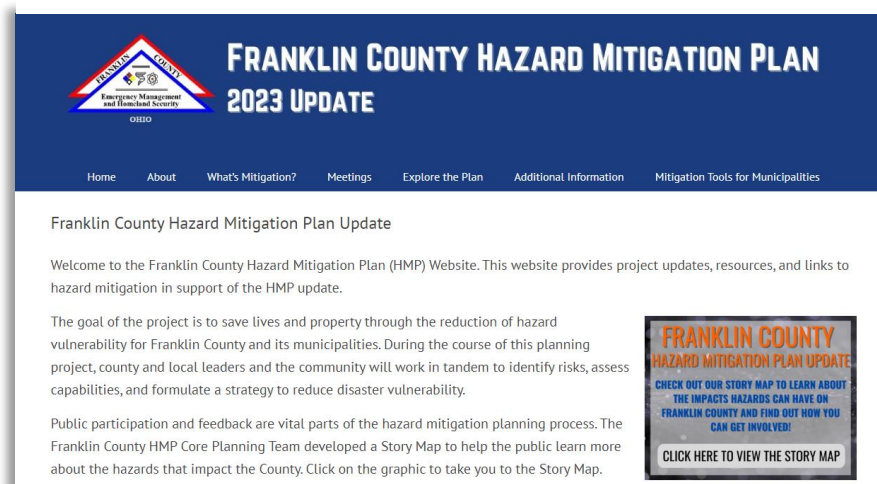 FRANKLIN COUNTY
Emergency Management
and Homeland Security
OHIO
FRANKLIN COUNTY HAZARD MITIGATION PLAN
2023 UPDATE
Home About What's Mitigation? Meetings Explore the Plan Additional Information Mitigation Tools for Municipalities
Franklin County Hazard Mitigation Plan Update
Welcome to the Franklin County Hazard Mitigation Plan (HMP) Website. This website provides project updates, resources, and links to
hazard mitigation in support of the HMP update.
The goal of the project is to save lives and property through the reduction of hazard
vulnerability for Franklin County and its municipalities. During the course of this planning
project, county and local leaders and the community will work in tandem to identify risks, assess
capabilities, and formulate a strategy to reduce disaster vulnerability.
Public participation and feedback are vital parts of the hazard mitigation planning process. The
Franklin County HMP Core Planning Team developed a Story Map to help the public learn more
about the hazards that impact the County. Click on the graphic to take you to the Story Map.
FRANKLIN COUNTY
HAZARD MITIGATION PLAN UPDATE
CHECK OUT OUR STORY MAP TO LEARN ABOUT
THE IMPACTS HAZARDS CAN HAVE ON
FRANKLIN COUNTY AND FIND OUT HOW YOU
CAN GET INVOLVED!
CLICK HERE TO VIEW THE STORY MAP